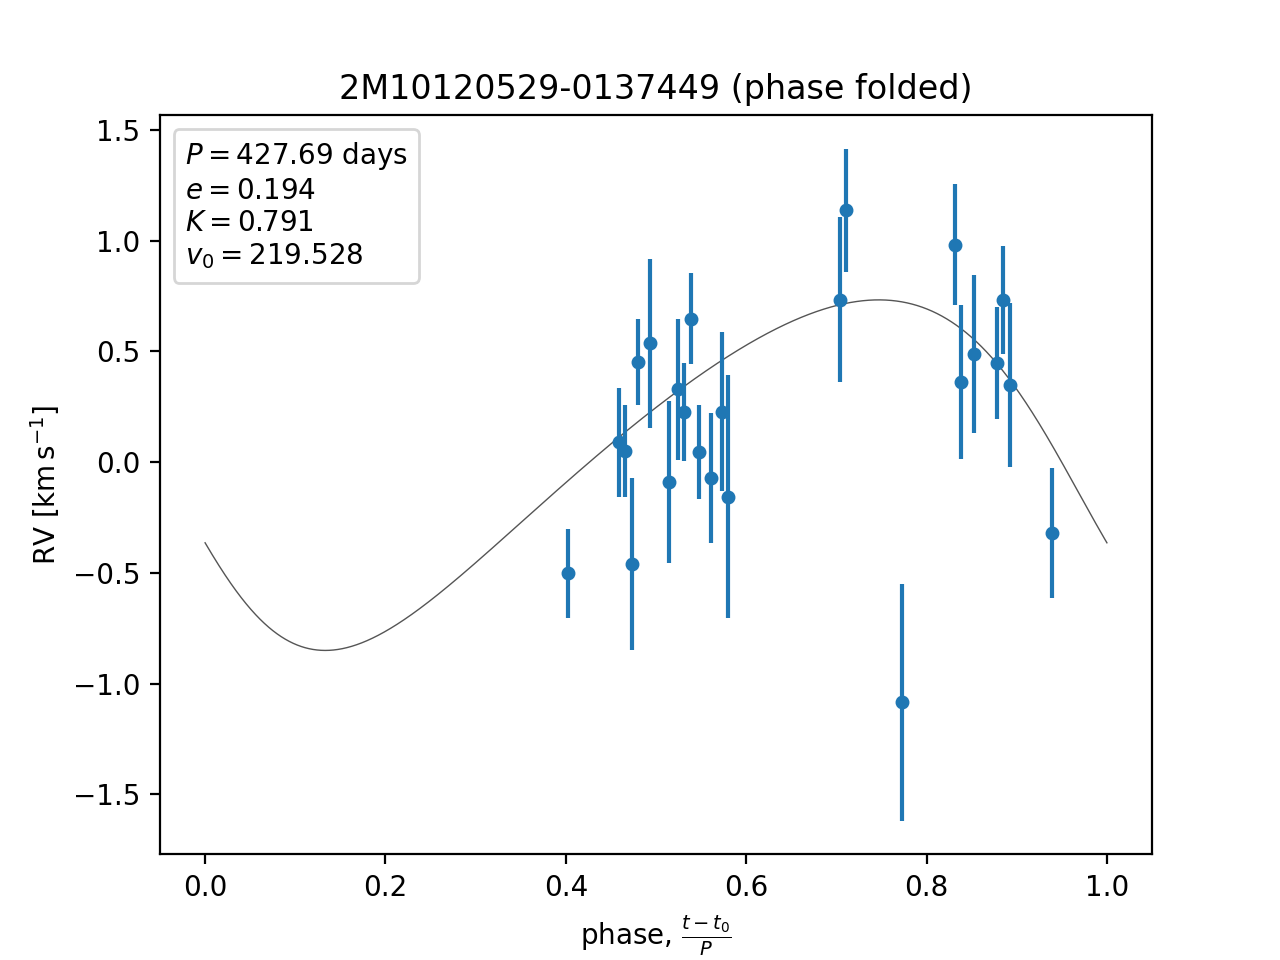 2M10120529-0137449 (phase folded)
P = 427.69 days
e = 0.194
K = 0.791
v₀ = 219.528
1.5
1.0
0.5
0.0
−0.5
−1.0
−1.5
RV [km s⁻¹]
0.0 0.2 0.4 0.6 0.8 1.0
phase, (t − t₀)/P